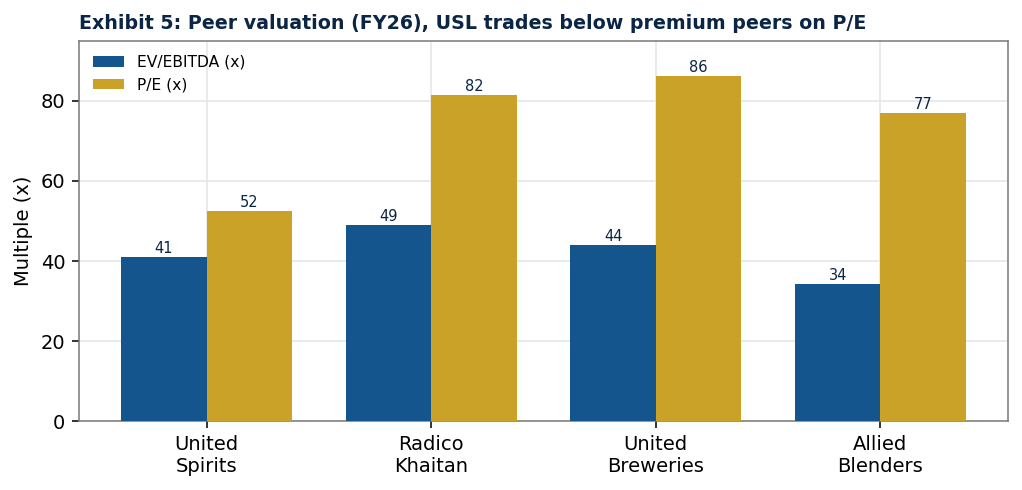 Exhibit 5: Peer valuation (FY26), USL trades below premium peers on P/E
EV/EBITDA (x)
P/E (x)
Multiple (x)
80
60
40
20
0
41
52
49
82
44
86
34
77
United
Spirits
Radico
Khaitan
United
Breweries
Allied
Blenders